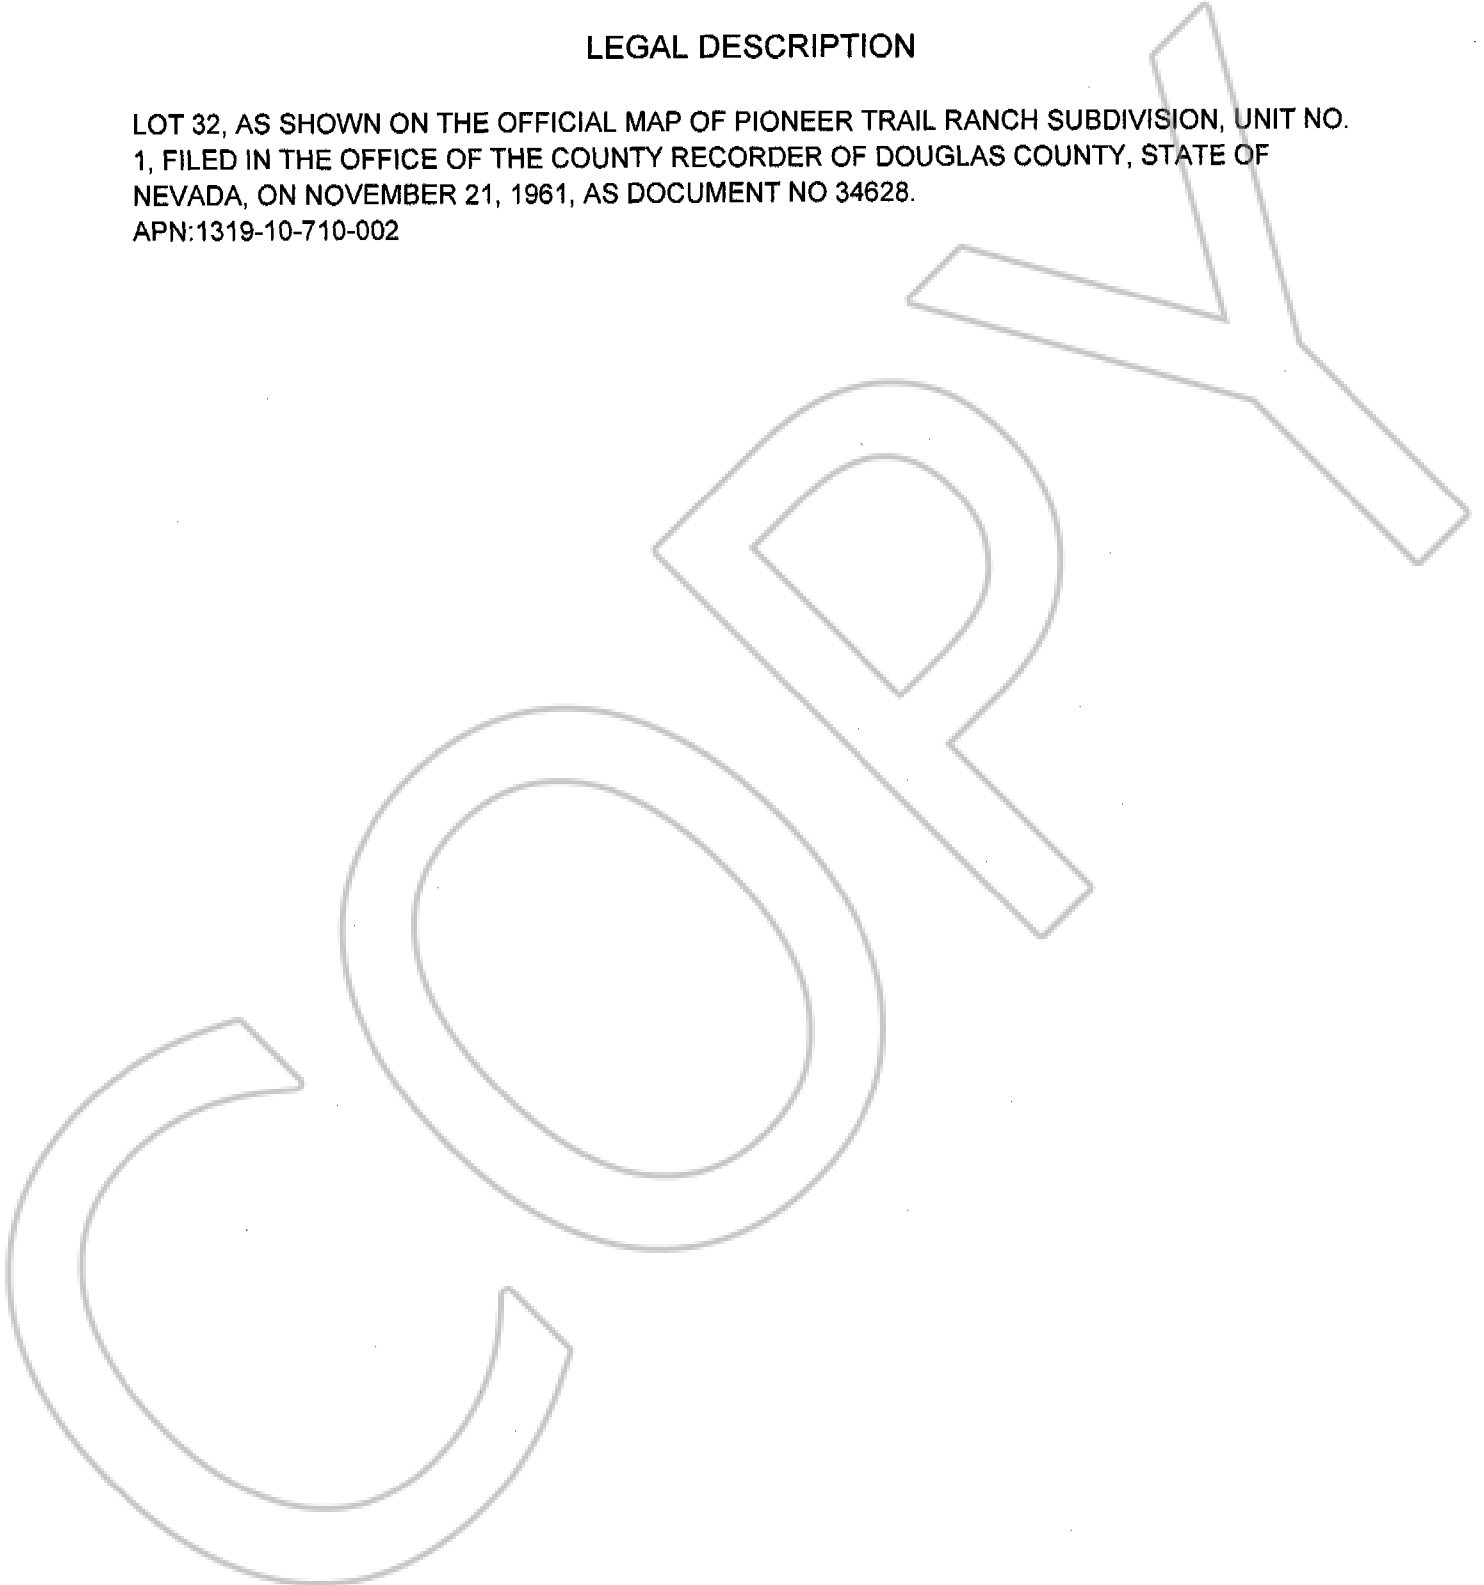 LEGAL DESCRIPTION
LOT 32, AS SHOWN ON THE OFFICIAL MAP OF PIONEER TRAIL RANCH SUBDIVISION, UNIT NO.
1, FILED IN THE OFFICE OF THE COUNTY RECORDER OF DOUGLAS COUNTY, STATE OF
NEVADA, ON NOVEMBER 21, 1961, AS DOCUMENT NO 34628.
APN:1319-10-710-002
COPY